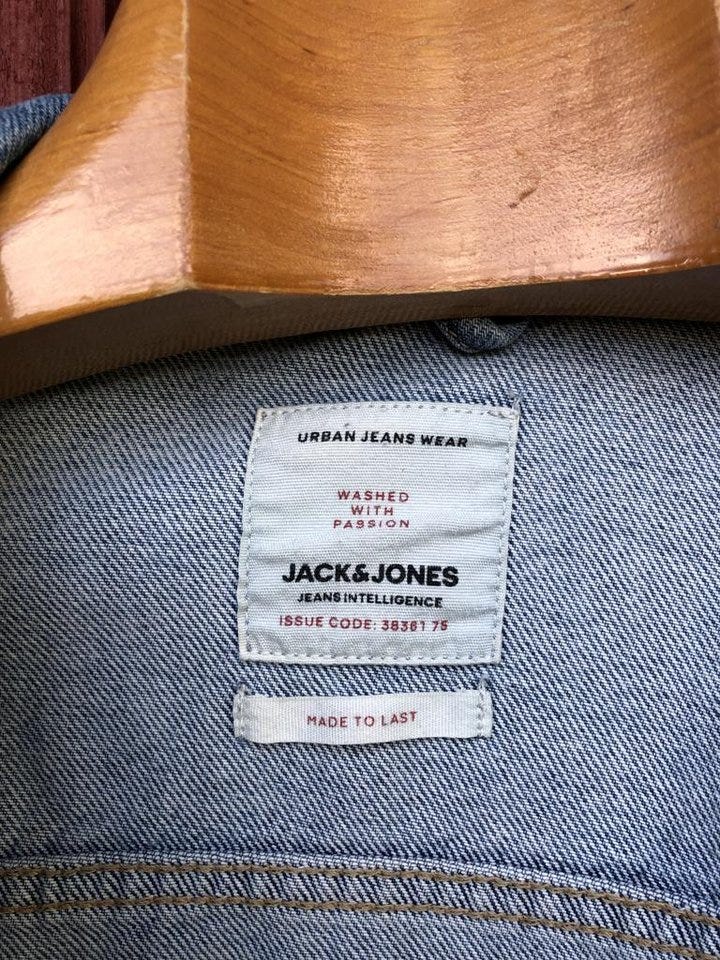 URBAN JEANS WEAR
WASHED
WITH
PASSION
JACK&JONES
JEANS INTELLIGENCE
ISSUE CODE: 38361 75
MADE TO LAST